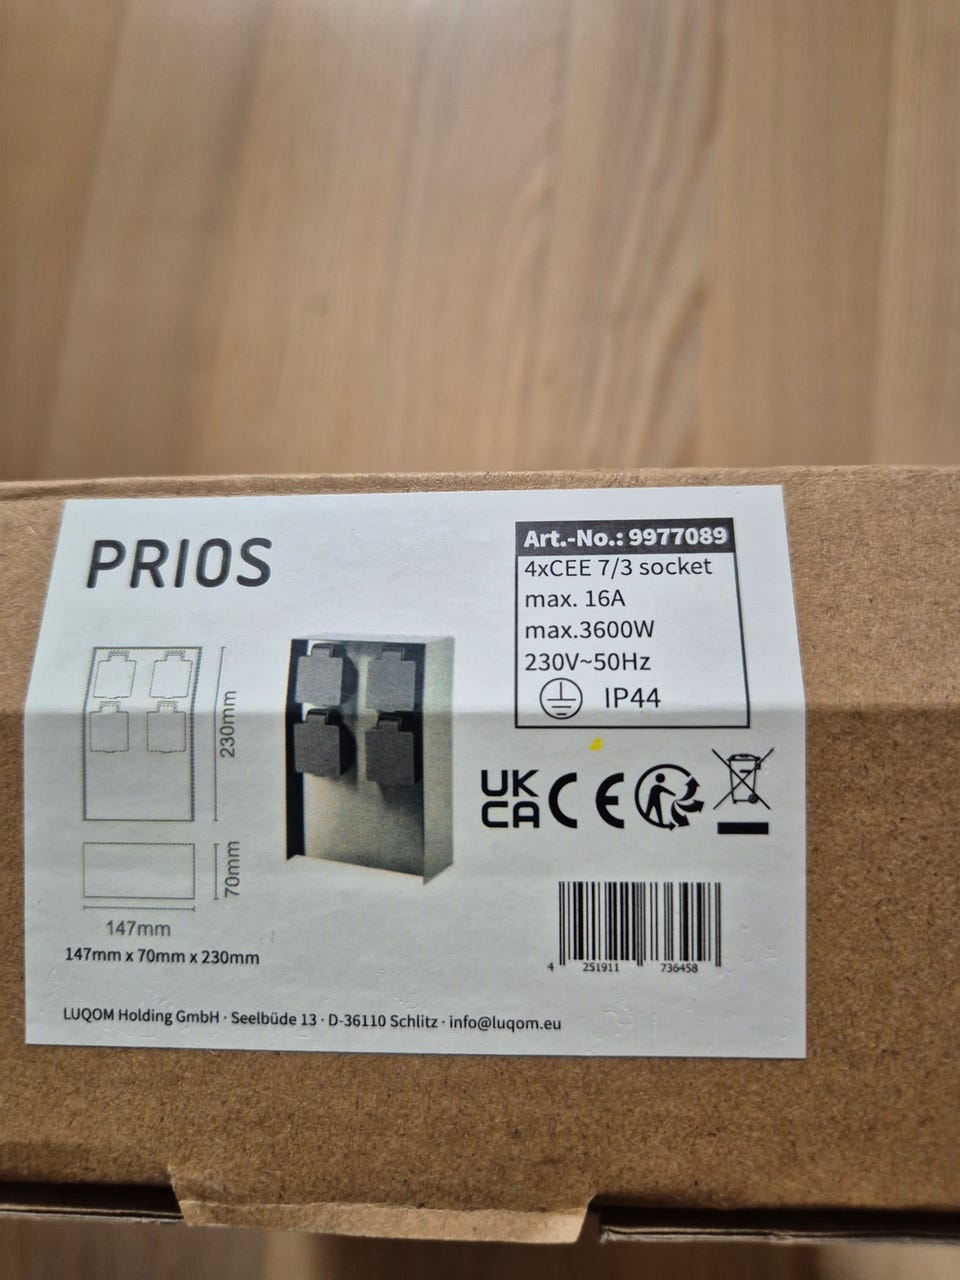 PRIOS
Art.-No.: 9977089
4xCEE 7/3 socket
max. 16A
max.3600W
230V~50Hz
IP44
230mm
70mm
147mm
147mm x 70mm x 230mm
UK
CA CE
4 251911 736458
LUQOM Holding GmbH · Seelbüde 13 · D-36110 Schlitz · info@luqom.eu